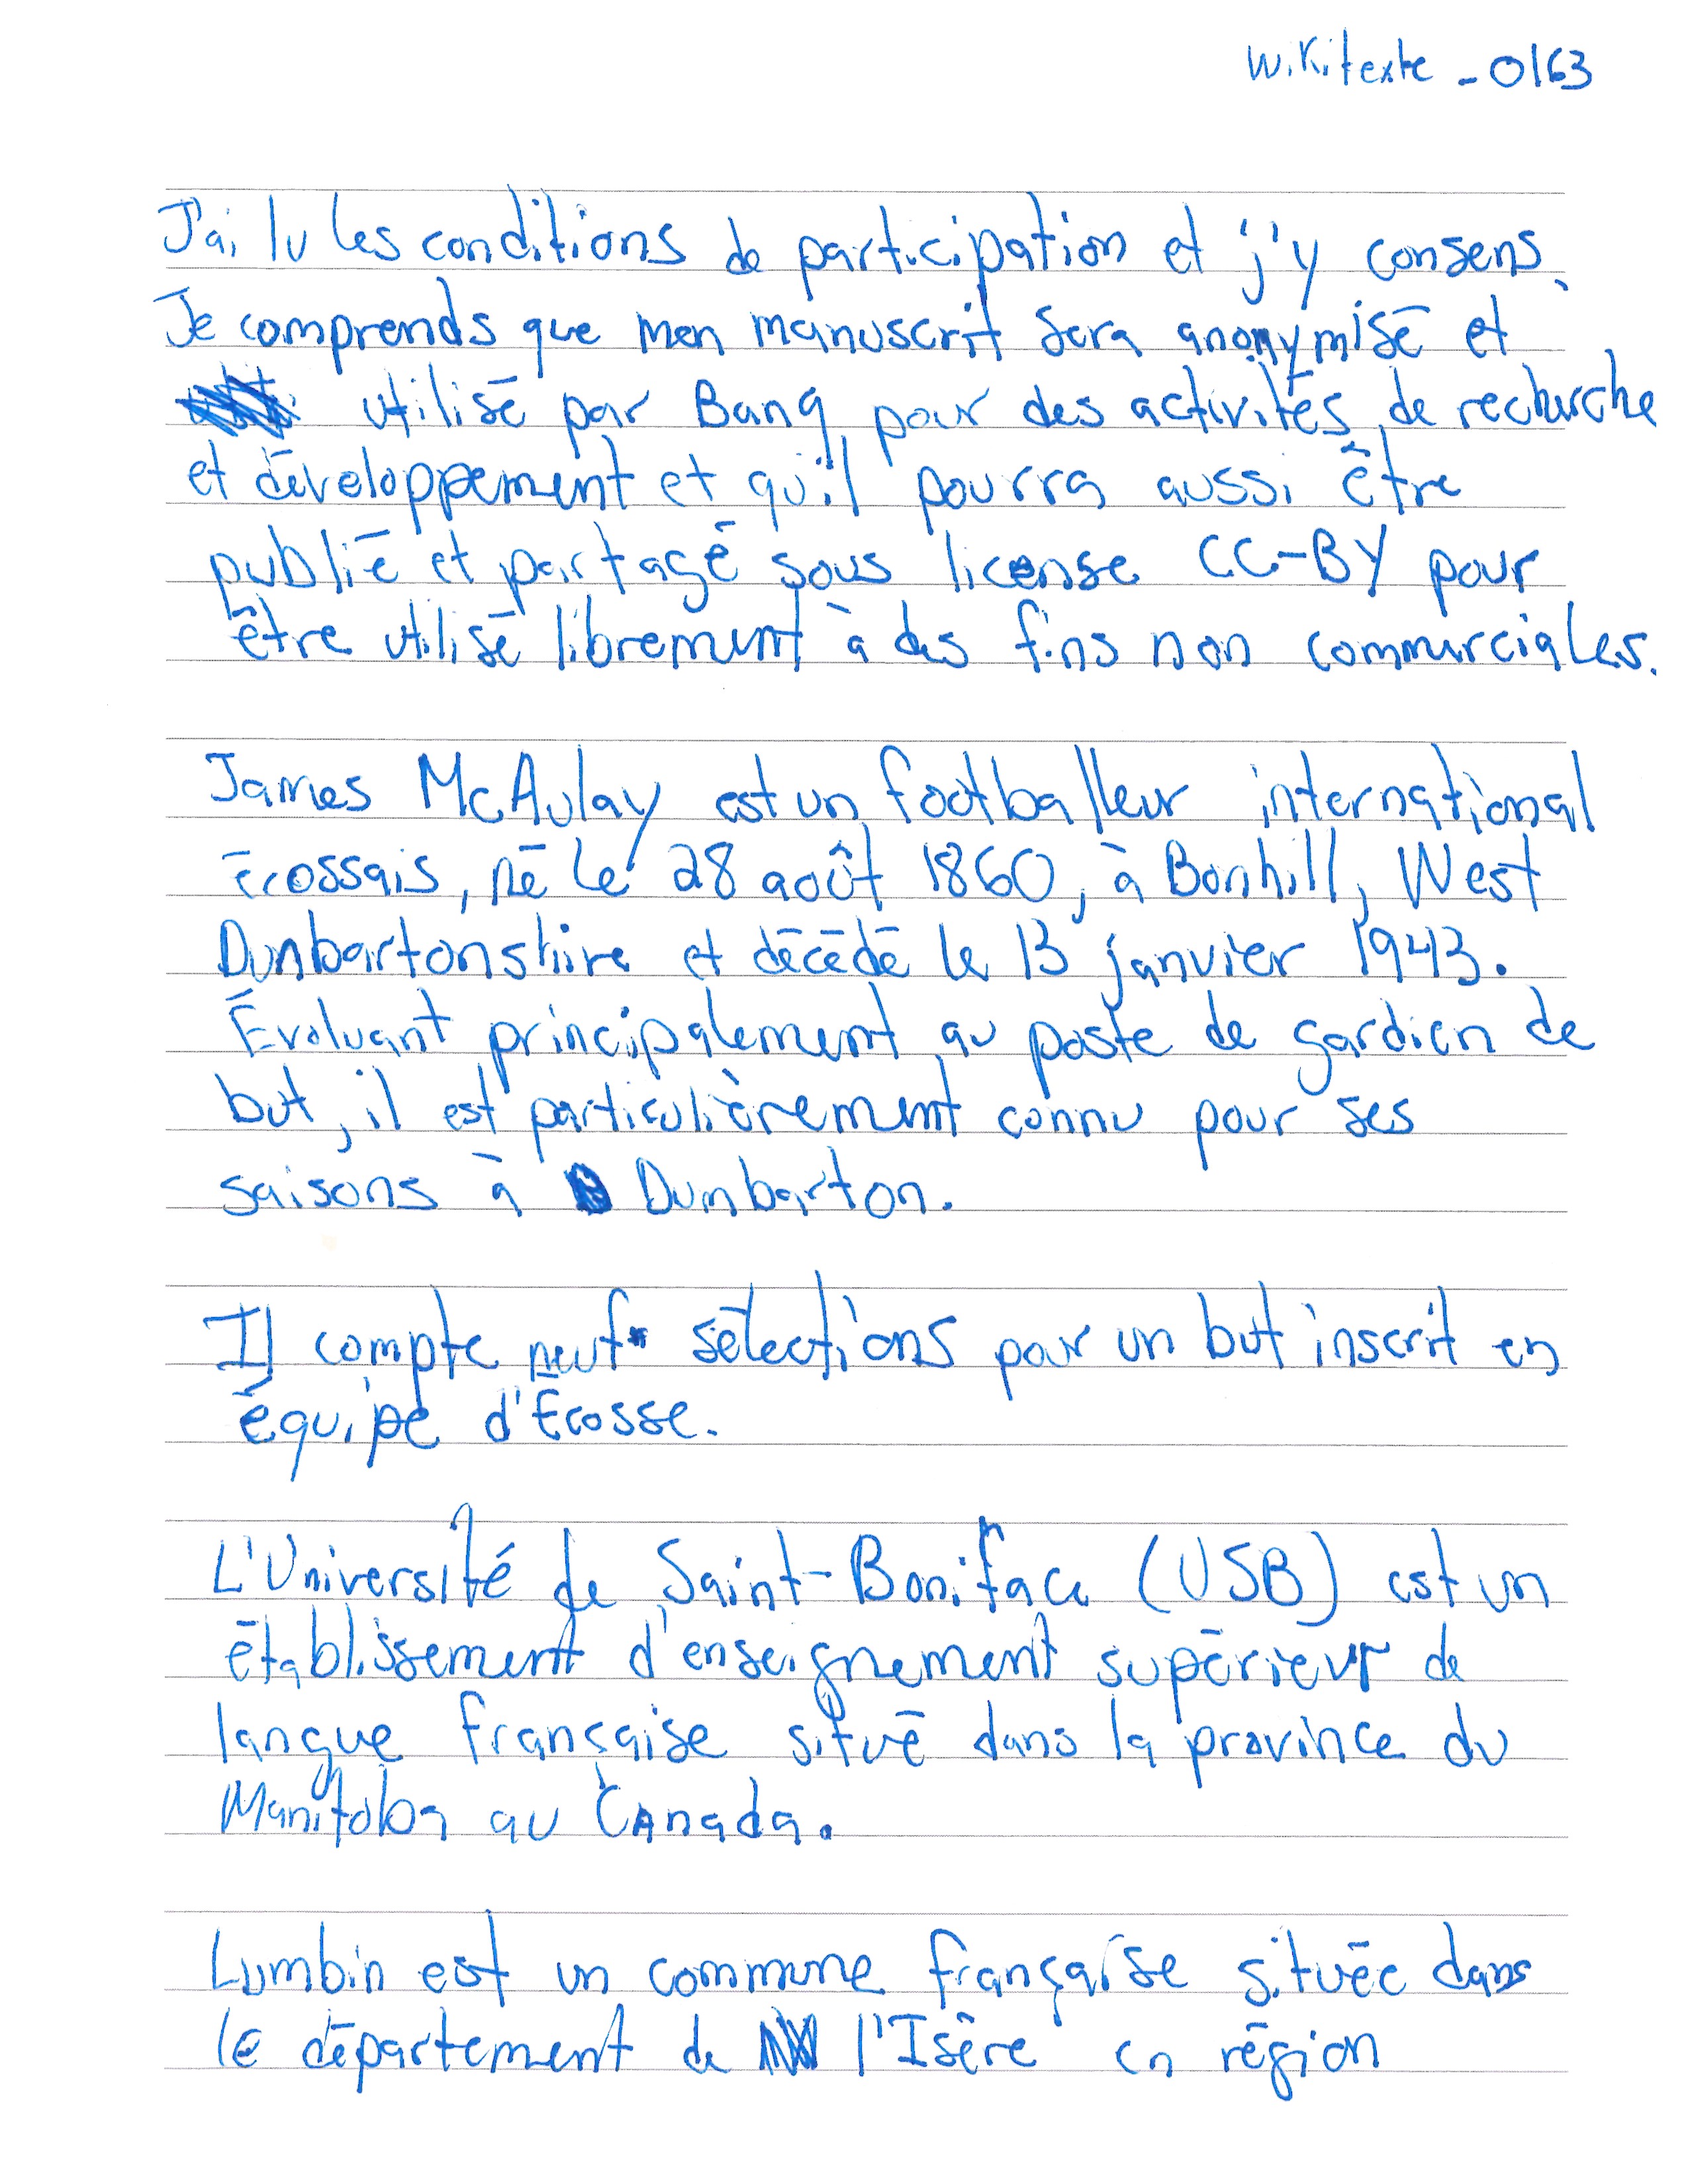 Wikitexte - 0163
J'ai lu les conditions de participation et j'y consens.
Je comprends que mon manuscrit sera anonymisé et
utilisé par Banq pour des activités de recherche
et développement et qu'il pourra aussi être
publié et partagé sous license CC-BY pour
être utilisé librement à des fins non commerciales.
James McAulay est un footballeur international
écossais, né le 28 août 1860, à Bonhill, West
Dunbartonshire et décédé le 13 janvier 1943.
Évoluant principalement au poste de gardien de
but, il est particulièrement connu pour ses
saisons à Dumbarton.
Il compte neuf sélections pour un but inscrit en
équipe d'Écosse.
L'Université de Saint-Boniface (USB) est un
établissement d'enseignement supérieur de
langue française situé dans la province du
Manitoba au Canada.
Lumbin est un commune française située dans
le département de l'Isère en région